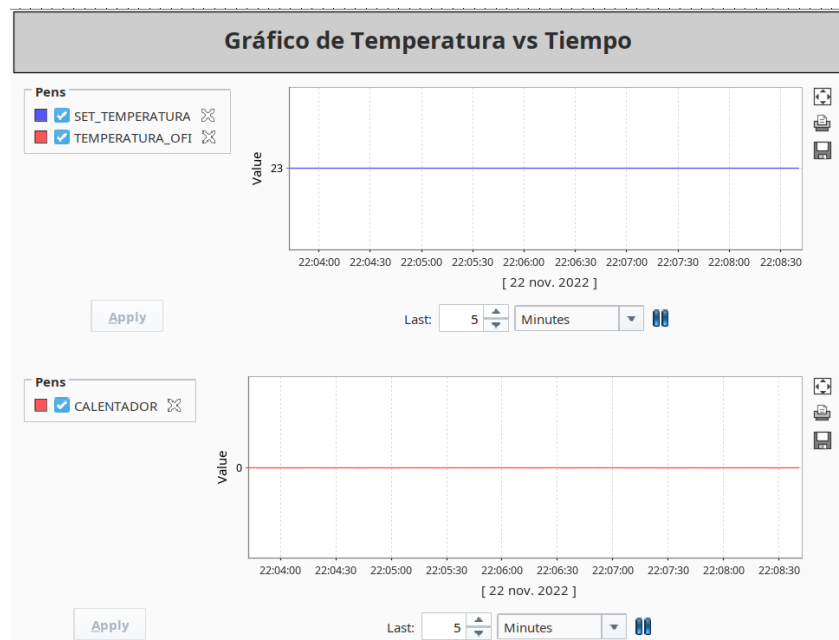 Gráfico de Temperatura vs Tiempo
Pens
SET_TEMPERATURA
TEMPERATURA_OFI
Value
23
22:04:00 22:04:30 22:05:00 22:05:30 22:06:00 22:06:30 22:07:00 22:07:30 22:08:00 22:08:30
[ 22 nov. 2022 ]
Apply
Last: 5 Minutes
Pens
CALENTADOR
Value
0
22:04:00 22:04:30 22:05:00 22:05:30 22:06:00 22:06:30 22:07:00 22:07:30 22:08:00 22:08:30
[ 22 nov. 2022 ]
Apply
Last: 5 Minutes